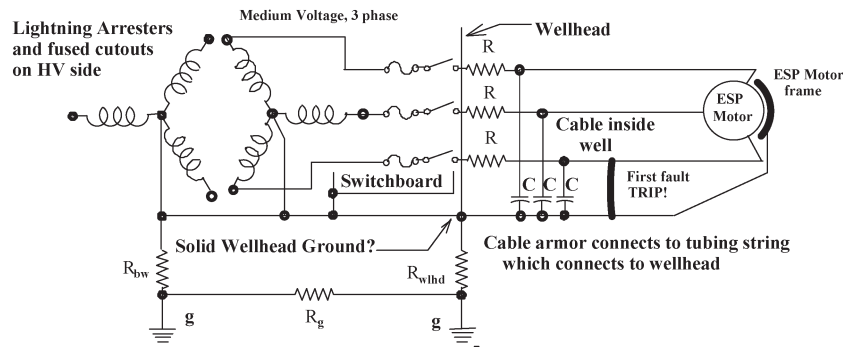 Lightning Arresters
and fused cutouts
on HV side
Medium Voltage, 3 phase
Wellhead
R
R
R
ESP Motor
frame
ESP
Motor
Cable inside
well
Switchboard
C
C
C
First fault
TRIP!
Solid Wellhead Ground?
Cable armor connects to tubing string
which connects to wellhead
Rbw
Rwlhd
Rg
g
g